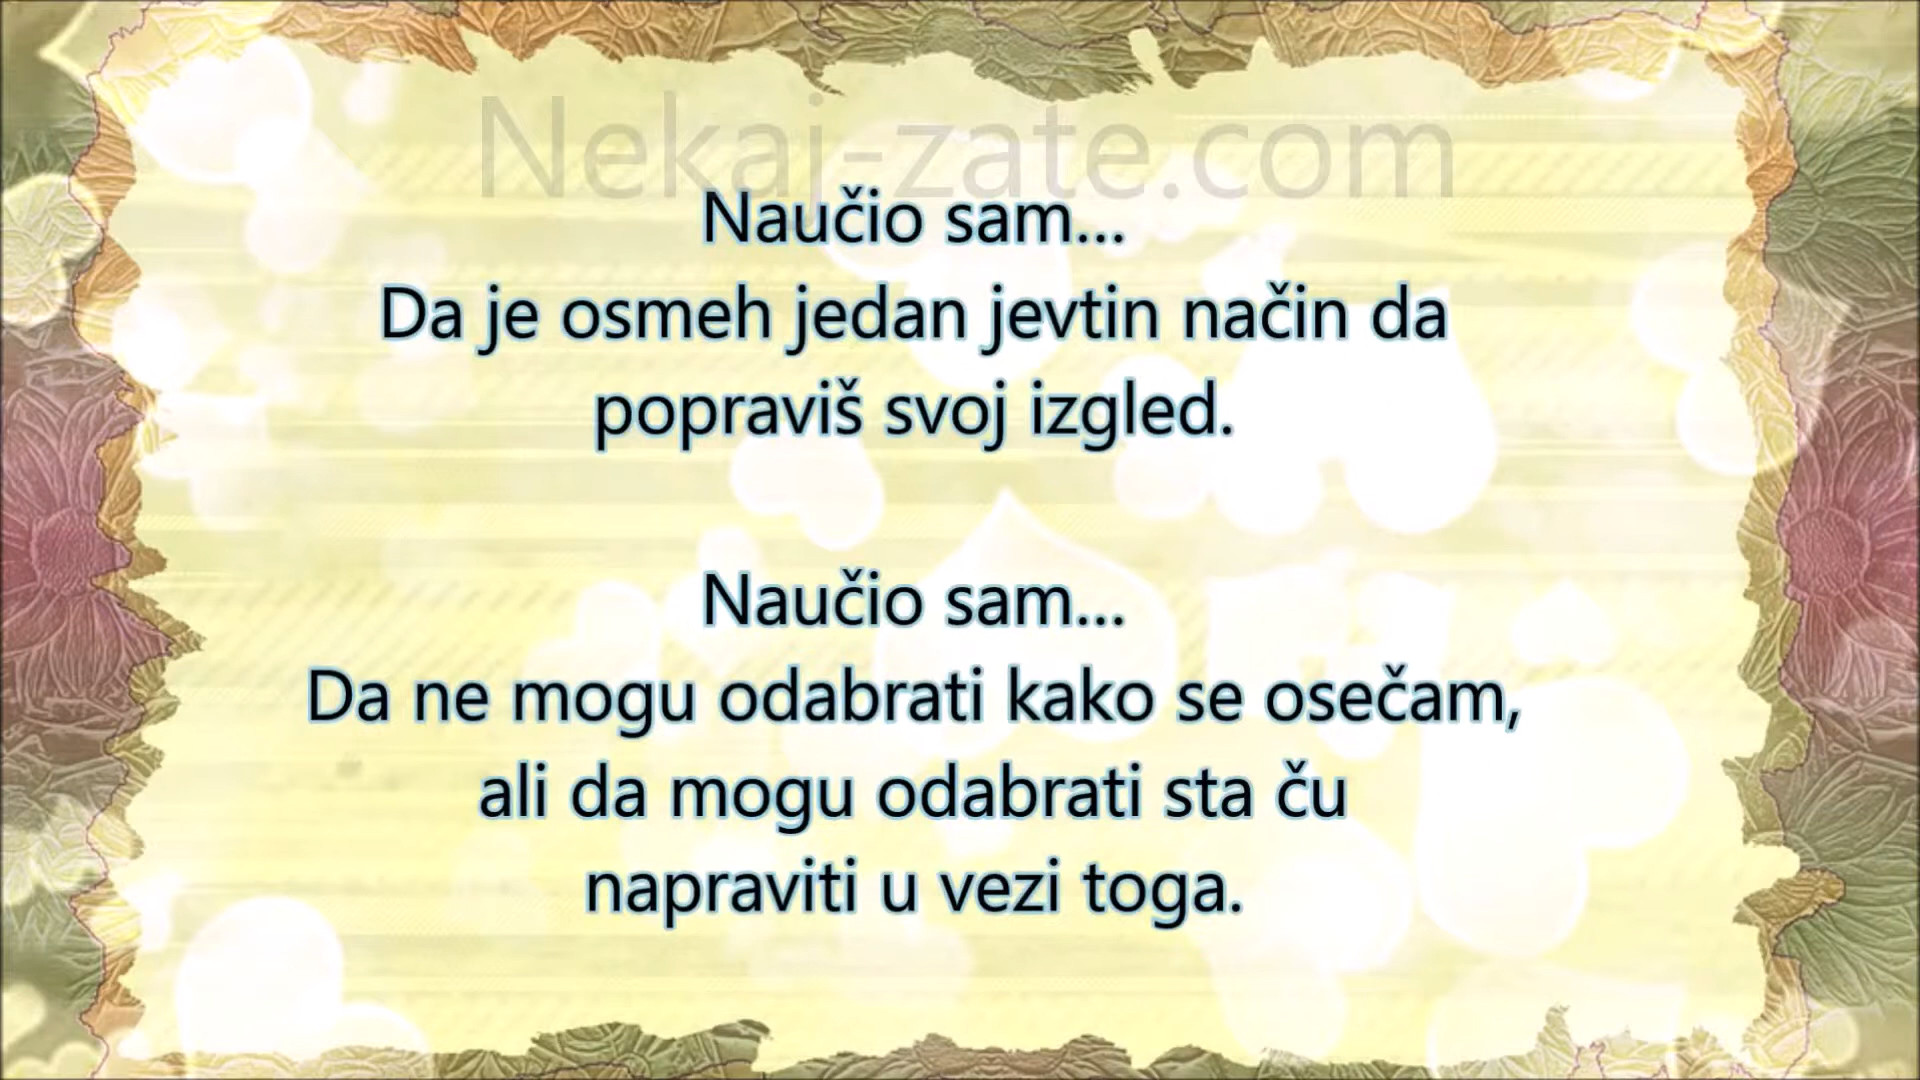 Nekaj-zate.com
Naučio sam...
Da je osmeh jedan jevtin način da
popraviš svoj izgled.
Naučio sam...
Da ne mogu odabrati kako se osečam,
ali da mogu odabrati sta ču
napraviti u vezi toga.